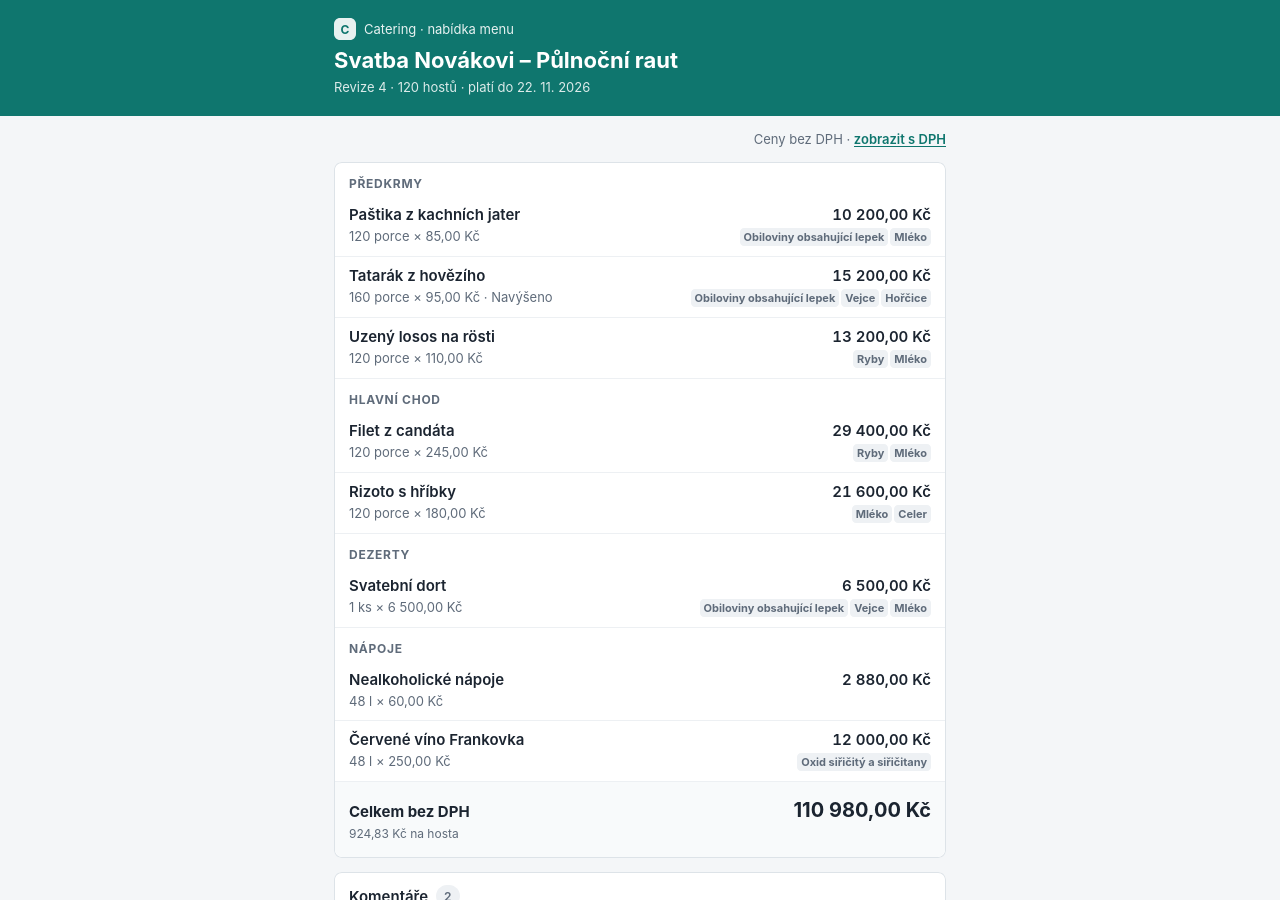 C Catering · nabídka menu
Svatba Novákovi – Půlnoční raut
Revize 4 · 120 hostů · platí do 22. 11. 2026
Ceny bez DPH · zobrazit s DPH
PŘEDKRMY
Paštika z kachních jater 10 200,00 Kč
120 porce × 85,00 Kč Obiloviny obsahující lepek Mléko
Tatarák z hovězího 15 200,00 Kč
160 porce × 95,00 Kč · Navýšeno Obiloviny obsahující lepek Vejce Hořčice
Uzený losos na rösti 13 200,00 Kč
120 porce × 110,00 Kč Ryby Mléko
HLAVNÍ CHOD
Filet z candáta 29 400,00 Kč
120 porce × 245,00 Kč Ryby Mléko
Rizoto s hříbky 21 600,00 Kč
120 porce × 180,00 Kč Mléko Celer
DEZERTY
Svatební dort 6 500,00 Kč
1 ks × 6 500,00 Kč Obiloviny obsahující lepek Vejce Mléko
NÁPOJE
Nealkoholické nápoje 2 880,00 Kč
48 l × 60,00 Kč
Červené víno Frankovka 12 000,00 Kč
48 l × 250,00 Kč Oxid siřičitý a siřičitany
Celkem bez DPH 110 980,00 Kč
924,83 Kč na hosta
Komentáře 2